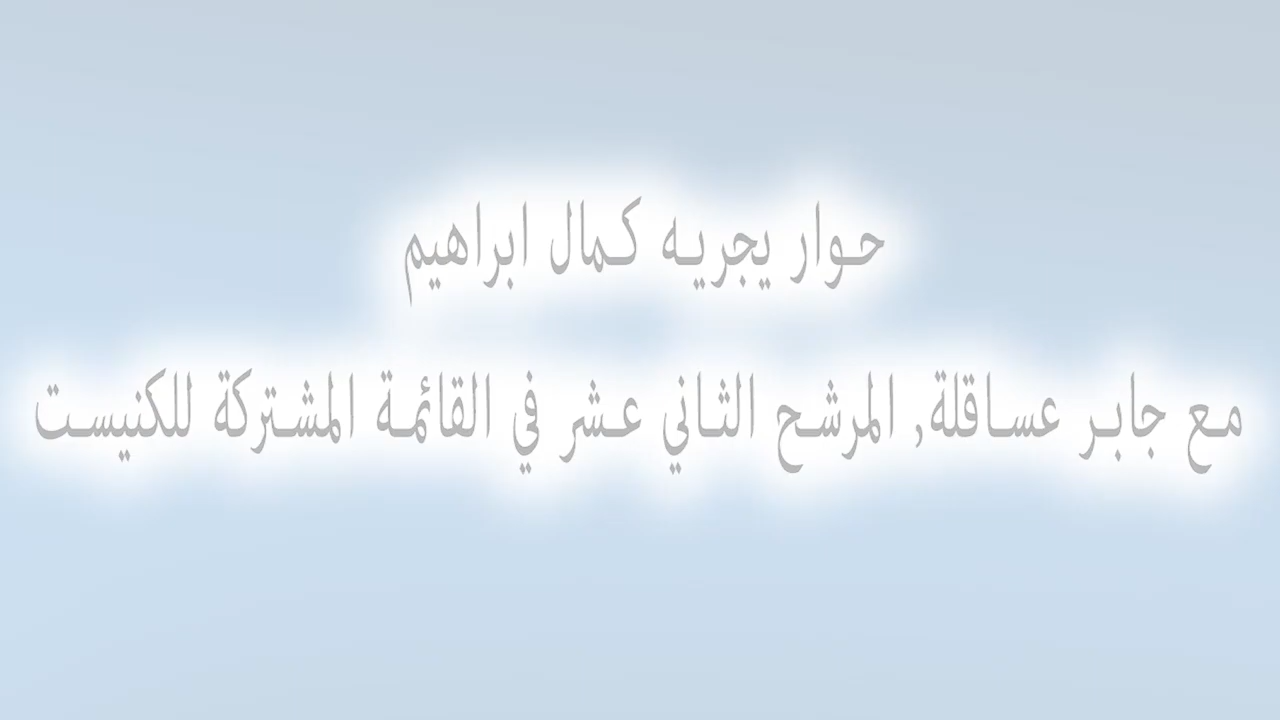 حوار يجريه كمال ابراهيم
مع جابر عساقلة, المرشح الثاني عشر في القائمة المشتركة للكنيست